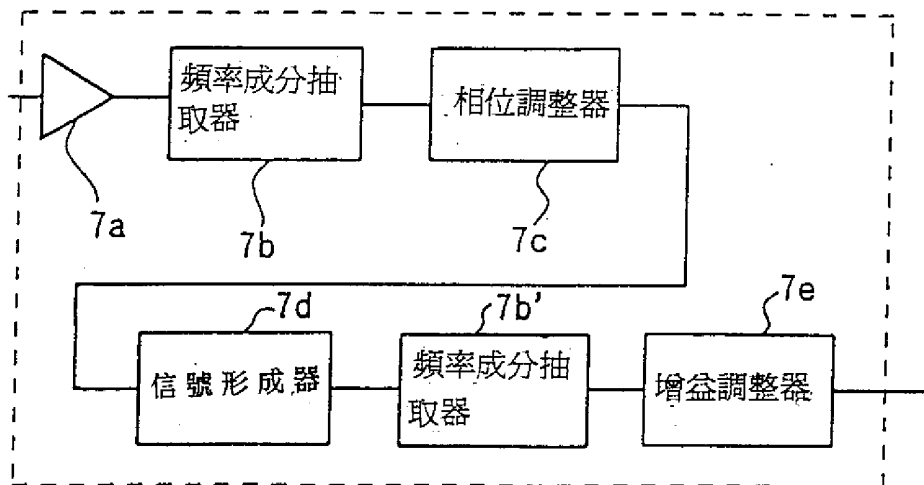 頻率成分抽
取器
相位調整器
7a
7b
7c
7d
7b'
7e
信號形成器
頻率成分抽
取器
增益調整器